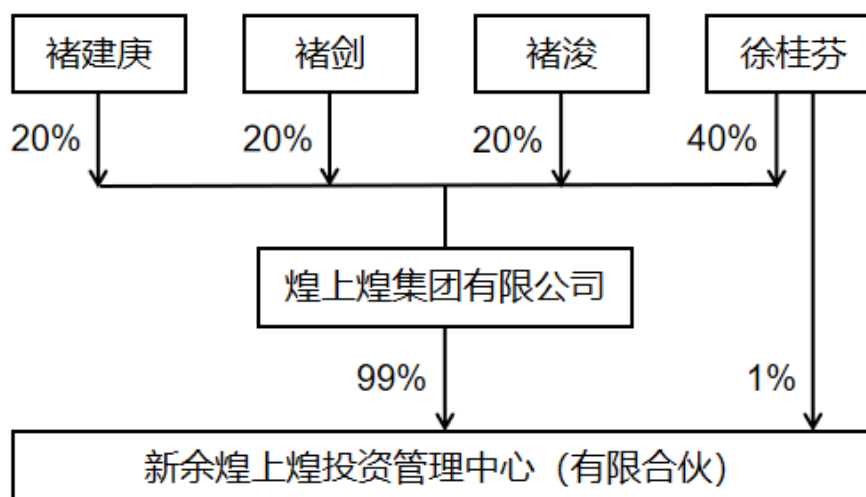 褚建庚
褚剑
褚浚
徐桂芬
20%
20%
20%
40%
煌上煌集团有限公司
99%
1%
新余煌上煌投资管理中心（有限合伙）